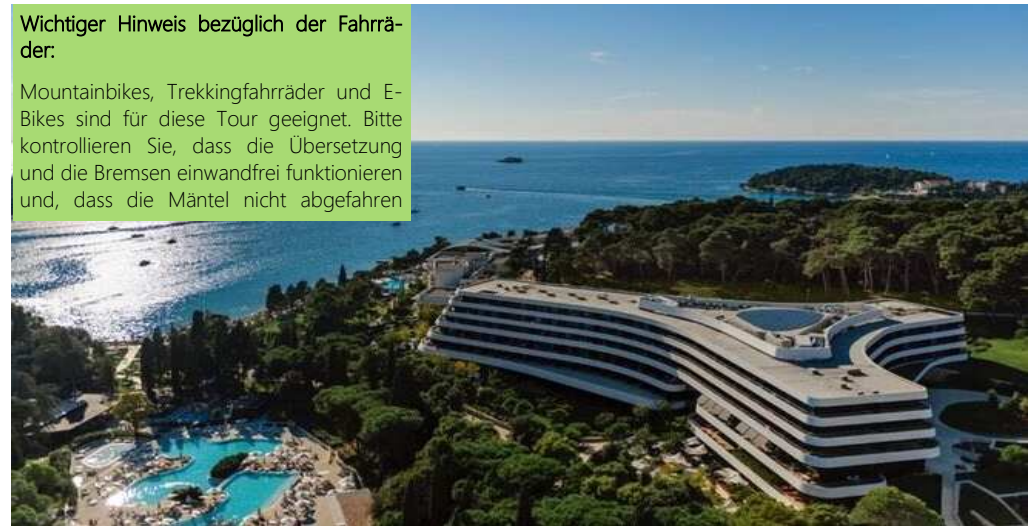 Wichtiger Hinweis bezüglich der Fahrrä-
der:
Mountainbikes, Trekkingfahrräder und E-
Bikes sind für diese Tour geeignet. Bitte
kontrollieren Sie, dass die Übersetzung
und die Bremsen einwandfrei funktionieren
und, dass die Mäntel nicht abgefahren